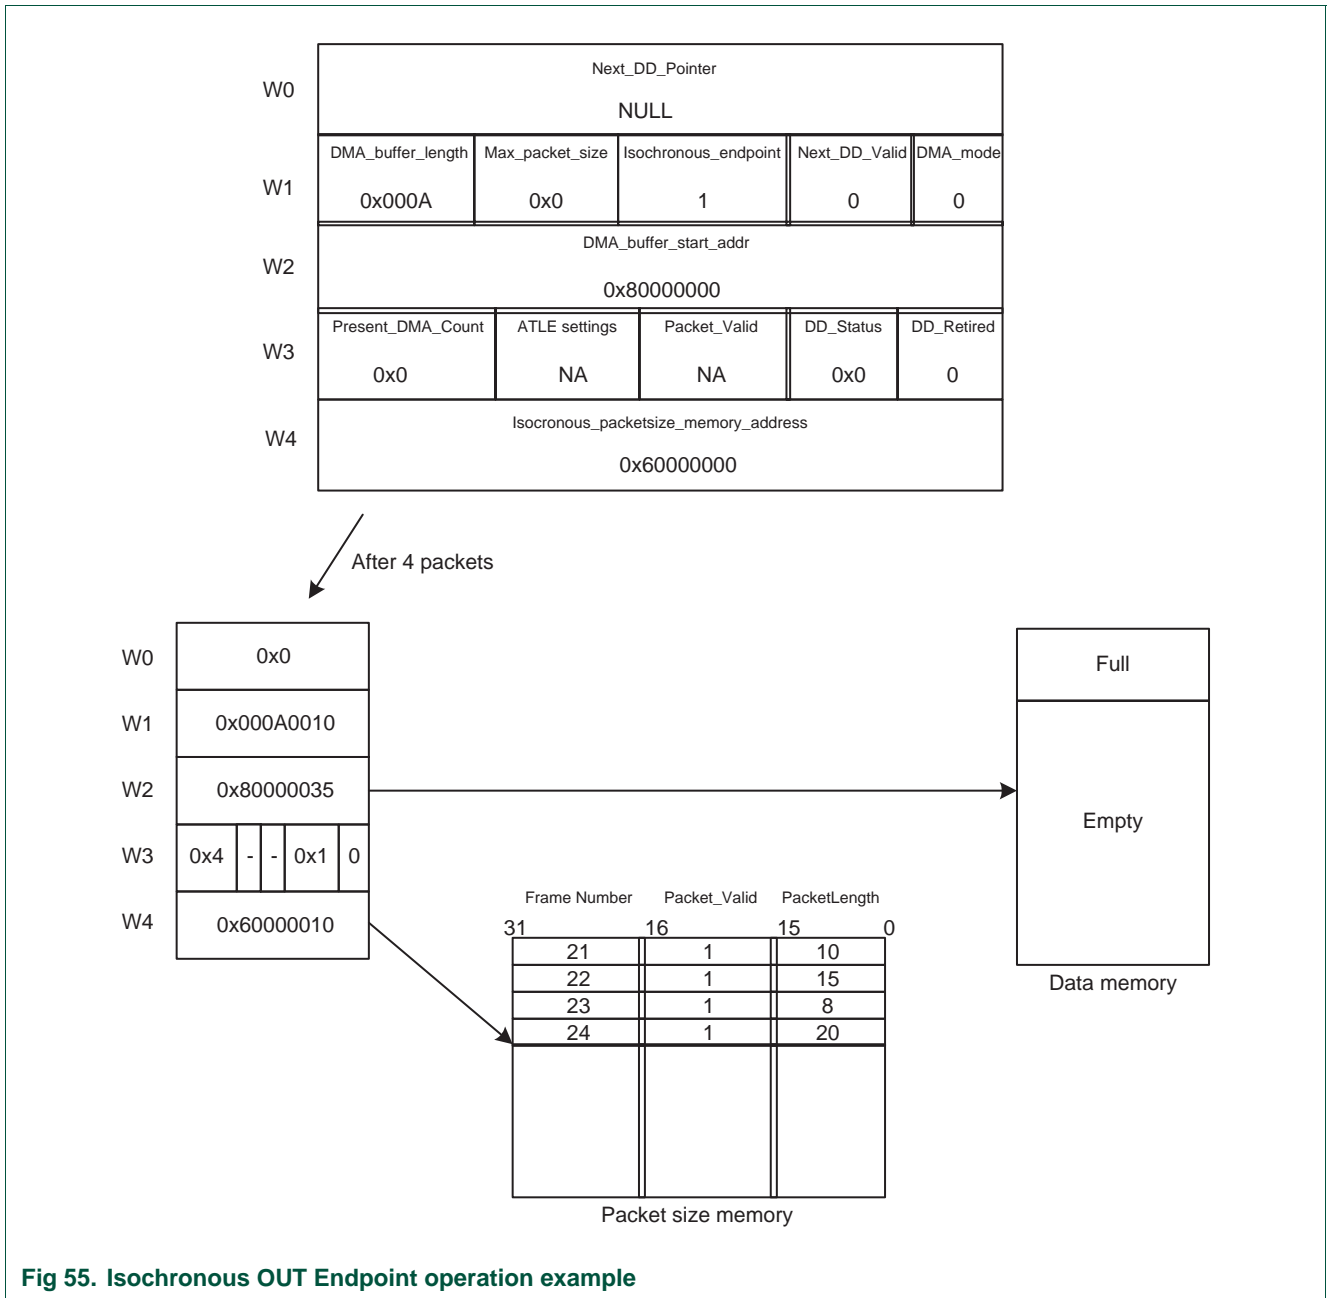 Next_DD_Pointer
W0
NULL
DMA_buffer_length Max_packet_size Isochronous_endpoint Next_DD_Valid DMA_mode
W1
0x000A 0x0 1 0 0
DMA_buffer_start_addr
W2
0x80000000
Present_DMA_Count ATLE settings Packet_Valid DD_Status DD_Retired
W3
0x0 NA NA 0x0 0
Isocronous_packetsize_memory_address
W4
0x60000000
After 4 packets
W0 0x0
W1 0x000A0010
W2 0x80000035
W3 0x4 - - 0x1 0
W4 0x60000010
Full
Empty
Data memory
Frame Number Packet_Valid PacketLength
31 16 15 0
21 1 10
22 1 15
23 1 8
24 1 20
Packet size memory
Fig 55. Isochronous OUT Endpoint operation example